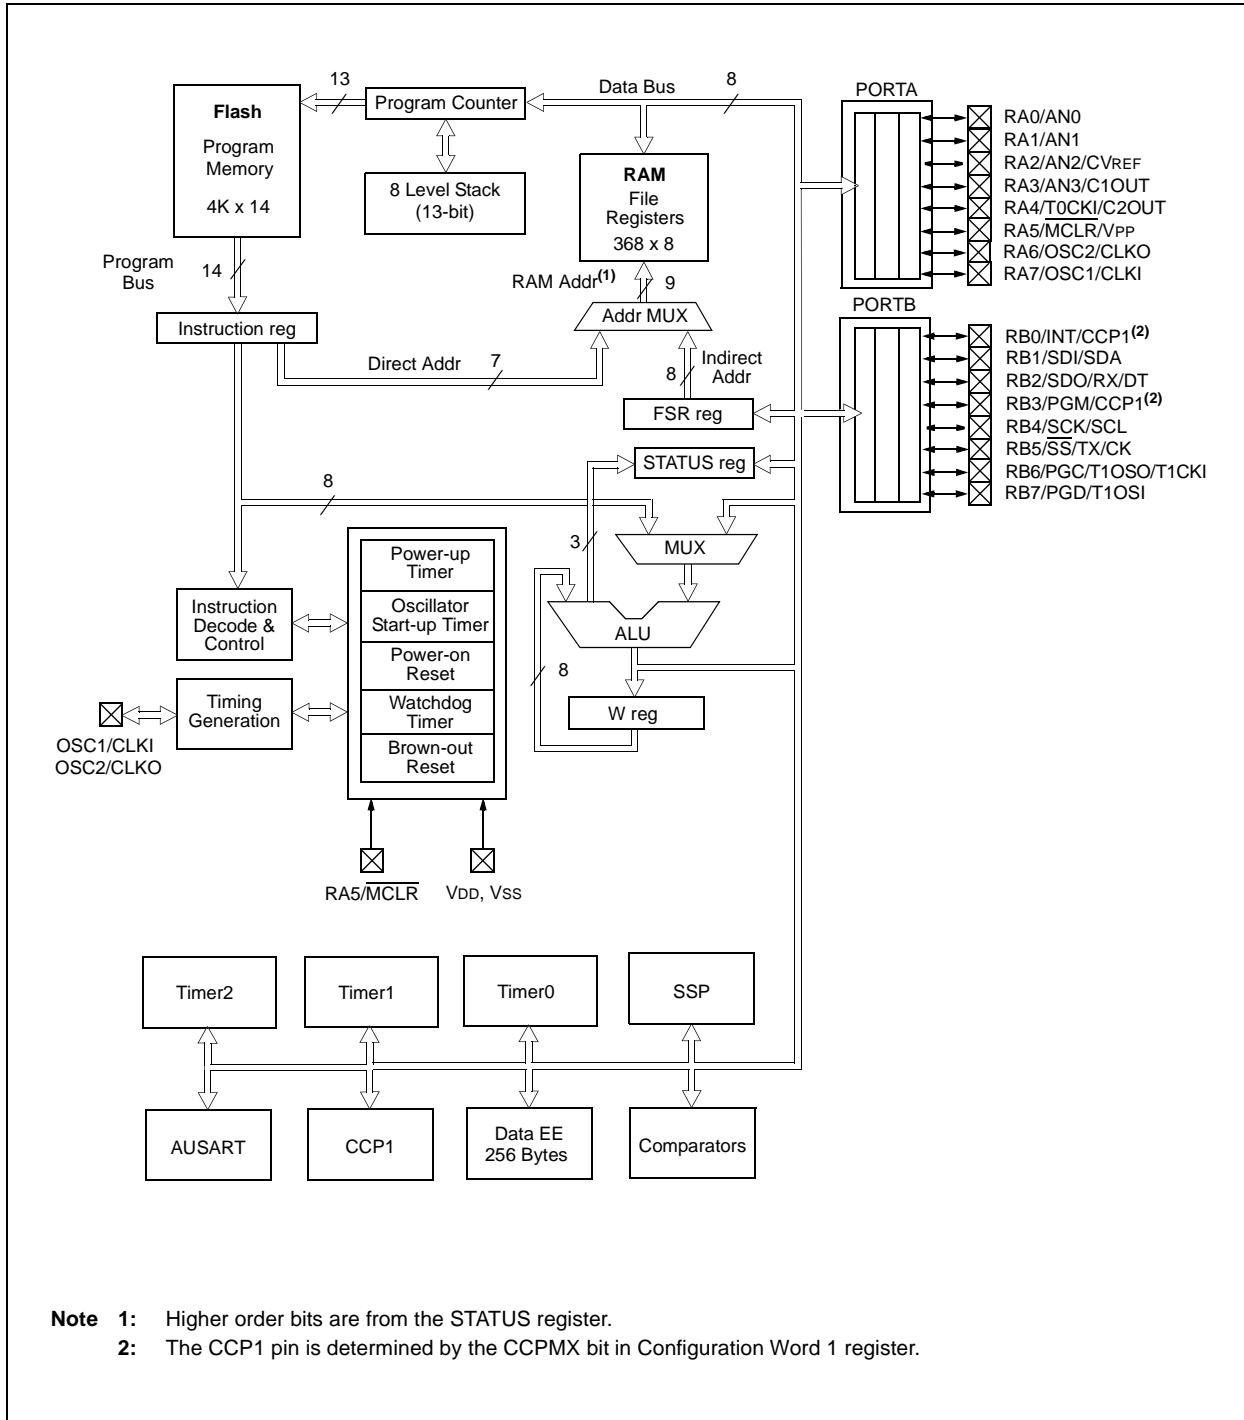 13
Data Bus
8
PORTA
Flash
Program
Memory
4K x 14
Program Counter
8 Level Stack
(13-bit)
RAM
File
Registers
368 x 8
RA0/AN0
RA1/AN1
RA2/AN2/CVREF
RA3/AN3/C1OUT
RA4/T0CKI/C2OUT
RA5/MCLR/VPP
RA6/OSC2/CLKO
RA7/OSC1/CLKI
Program
Bus
14
RAM Addr(1)
9
PORTB
Instruction reg
Addr MUX
Direct Addr
7
8
Indirect
Addr
FSR reg
RB0/INT/CCP1(2)
RB1/SDI/SDA
RB2/SDO/RX/DT
RB3/PGM/CCP1(2)
RB4/SCK/SCL
RB5/SS/TX/CK
RB6/PGC/T1OSO/T1CKI
RB7/PGD/T1OSI
STATUS reg
8
3
MUX
Power-up
Timer
Oscillator
Start-up Timer
Power-on
Reset
Watchdog
Timer
Brown-out
Reset
Instruction
Decode &
Control
ALU
8
W reg
Timing
Generation
OSC1/CLKI
OSC2/CLKO
RA5/MCLR
VDD, VSS
Timer2
Timer1
Timer0
SSP
AUSART
CCP1
Data EE
256 Bytes
Comparators
Note 1: Higher order bits are from the STATUS register.
2: The CCP1 pin is determined by the CCPMX bit in Configuration Word 1 register.